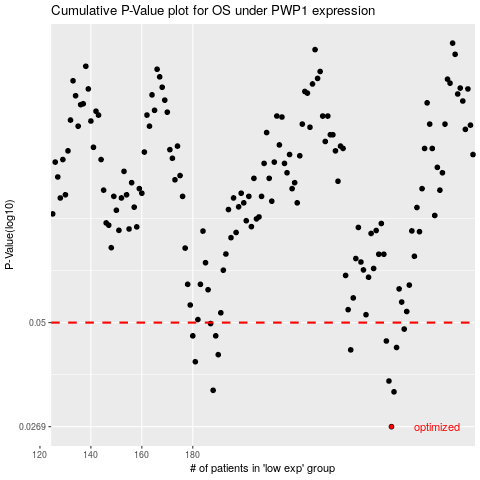 Cumulative P-Value plot for OS under PWP1 expression
P-Value(log10)
0.05
0.0269
optimized
120 140 160 180
# of patients in 'low exp' group